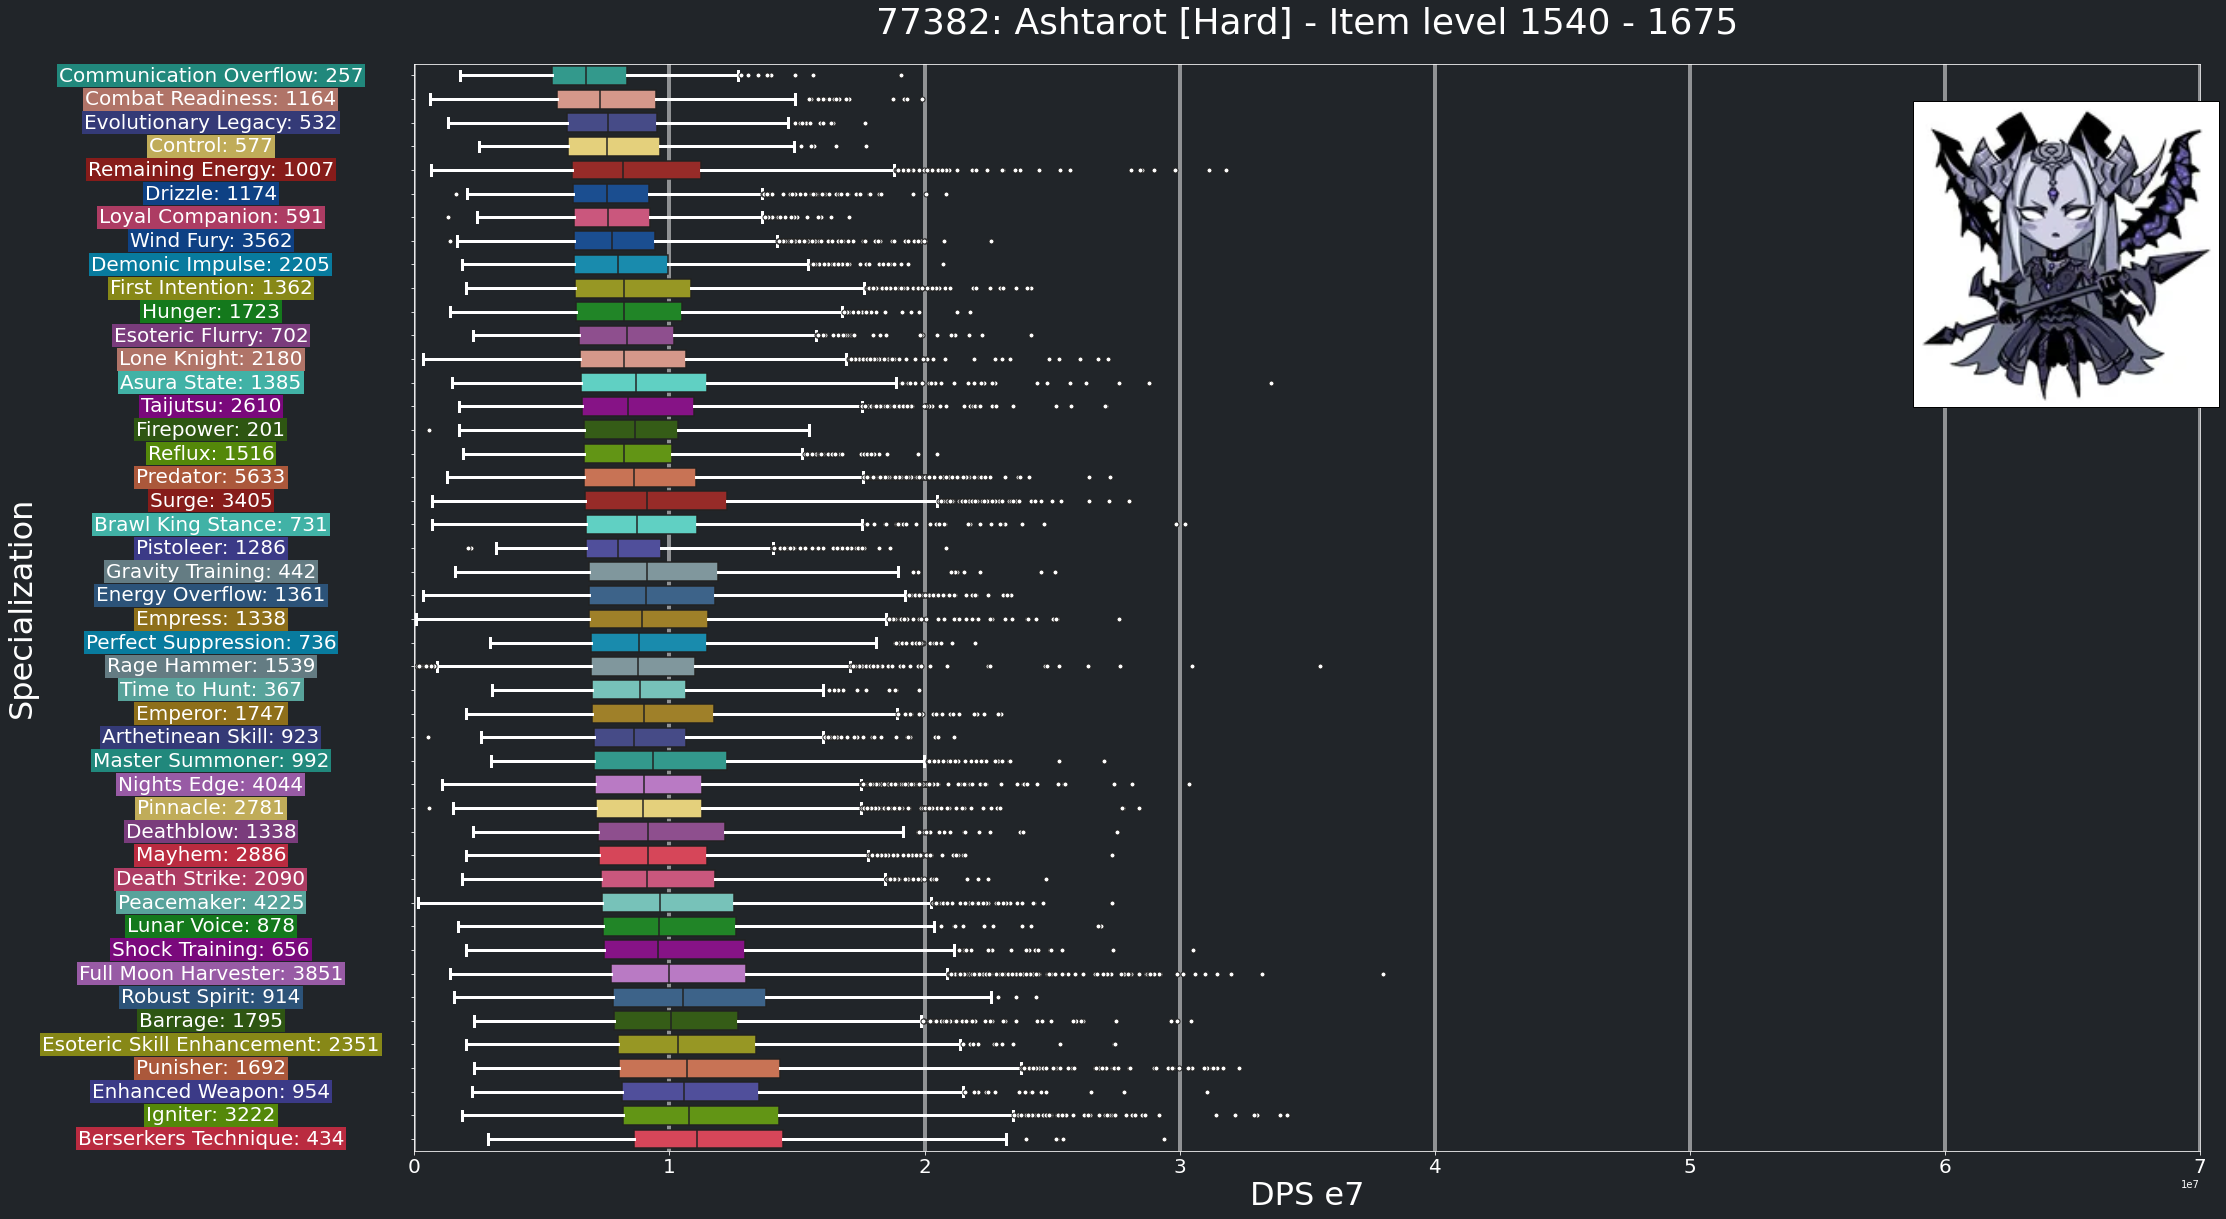 77382: Ashtarot [Hard] - Item level 1540 - 1675
Specialization
Communication Overflow: 257
Combat Readiness: 1164
Evolutionary Legacy: 532
Control: 577
Remaining Energy: 1007
Drizzle: 1174
Loyal Companion: 591
Wind Fury: 3562
Demonic Impulse: 2205
First Intention: 1362
Hunger: 1723
Esoteric Flurry: 702
Lone Knight: 2180
Asura State: 1385
Taijutsu: 2610
Firepower: 201
Reflux: 1516
Predator: 5633
Surge: 3405
Brawl King Stance: 731
Pistoleer: 1286
Gravity Training: 442
Energy Overflow: 1361
Empress: 1338
Perfect Suppression: 736
Rage Hammer: 1539
Time to Hunt: 367
Emperor: 1747
Arthetinean Skill: 923
Master Summoner: 992
Nights Edge: 4044
Pinnacle: 2781
Deathblow: 1338
Mayhem: 2886
Death Strike: 2090
Peacemaker: 4225
Lunar Voice: 878
Shock Training: 656
Full Moon Harvester: 3851
Robust Spirit: 914
Barrage: 1795
Esoteric Skill Enhancement: 2351
Punisher: 1692
Enhanced Weapon: 954
Igniter: 3222
Berserkers Technique: 434
0 1 2 3 4 5 6 7
1e7
DPS e7